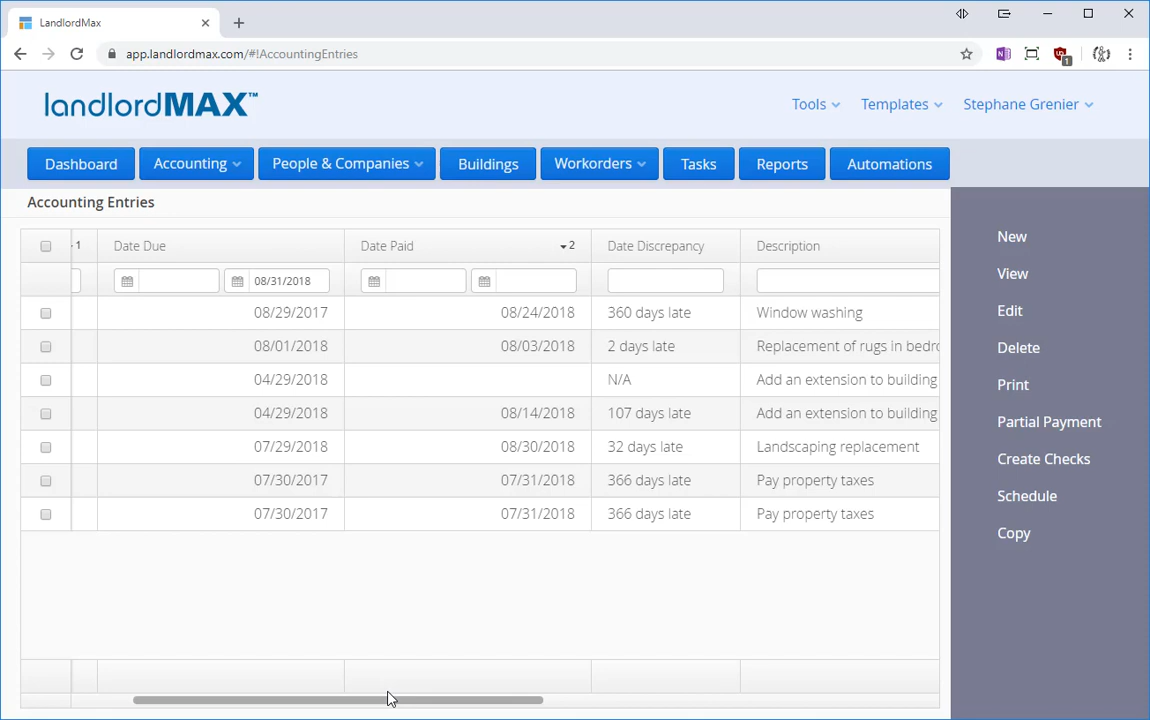 LandlordMax
app.landlordmax.com/#!AccountingEntries
1
landlordMAX™
Tools
Templates
Stephane Grenier
Dashboard
Accounting
People & Companies
Buildings
Workorders
Tasks
Reports
Automations
Accounting Entries
1
Date Due
Date Paid
2
Date Discrepancy
Description
08/31/2018
08/29/2017
08/24/2018
360 days late
Window washing
08/01/2018
08/03/2018
2 days late
Replacement of rugs in bedro
04/29/2018
N/A
Add an extension to building
04/29/2018
08/14/2018
107 days late
Add an extension to building
07/29/2018
08/30/2018
32 days late
Landscaping replacement
07/30/2017
07/31/2018
366 days late
Pay property taxes
07/30/2017
07/31/2018
366 days late
Pay property taxes
New
View
Edit
Delete
Print
Partial Payment
Create Checks
Schedule
Copy